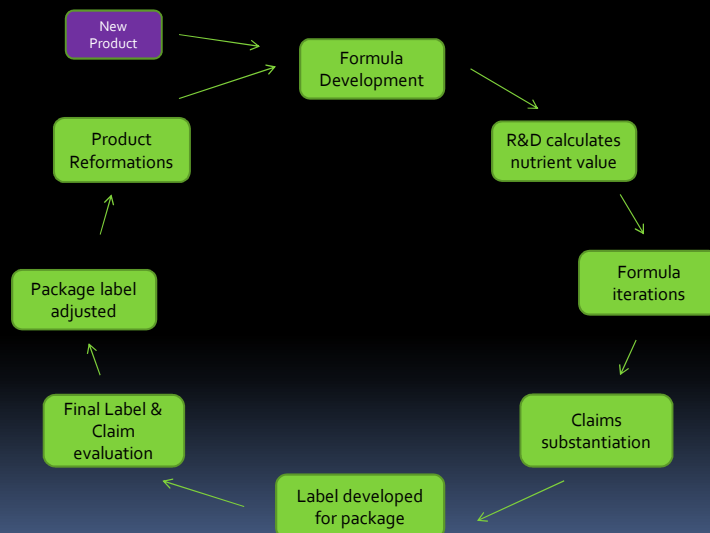 New
Product
Formula
Development
R&D calculates
nutrient value
Formula
iterations
Claims
substantiation
Label developed
for package
Final Label &
Claim
evaluation
Package label
adjusted
Product
Reformations